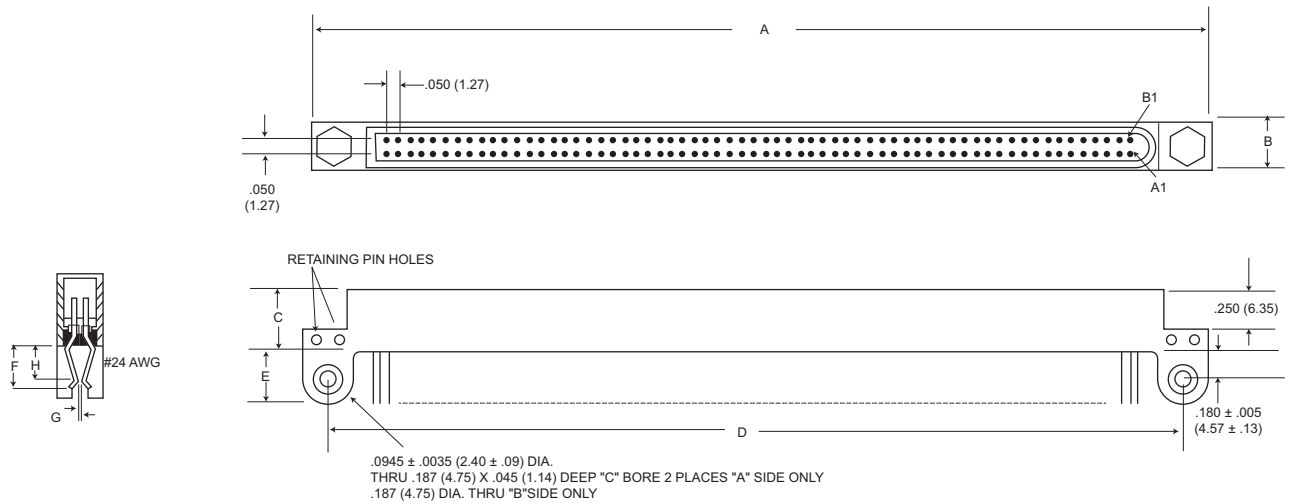 A
.050 (1.27)
B1
B
.050
(1.27)
A1
RETAINING PIN HOLES
C
.250 (6.35)
F
H
#24 AWG
E
G
.180 ± .005
(4.57 ± .13)
D
.0945 ± .0035 (2.40 ± .09) DIA.
THRU .187 (4.75) X .045 (1.14) DEEP "C" BORE 2 PLACES "A" SIDE ONLY
.187 (4.75) DIA. THRU "B"SIDE ONLY